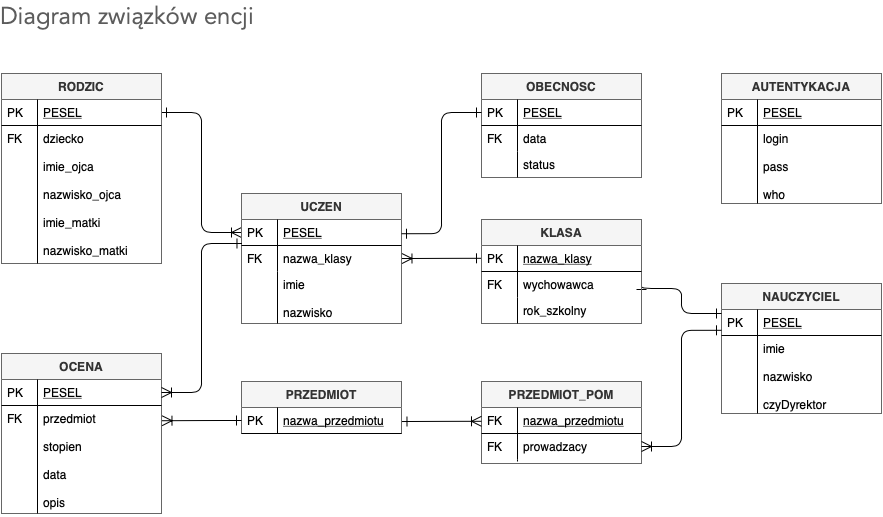 Diagram związków encji
RODZIC
PK PESEL
FK dziecko
imie_ojca
nazwisko_ojca
imie_matki
nazwisko_matki
OBECNOSC
PK PESEL
FK data
status
AUTENTYKACJA
PK PESEL
login
pass
who
UCZEN
PK PESEL
FK nazwa_klasy
imie
nazwisko
KLASA
PK nazwa_klasy
FK wychowawca
rok_szkolny
NAUCZYCIEL
PK PESEL
imie
nazwisko
czyDyrektor
OCENA
PK PESEL
FK przedmiot
stopien
data
opis
PRZEDMIOT
PK nazwa_przedmiotu
PRZEDMIOT_POM
FK nazwa_przedmiotu
FK prowadzacy